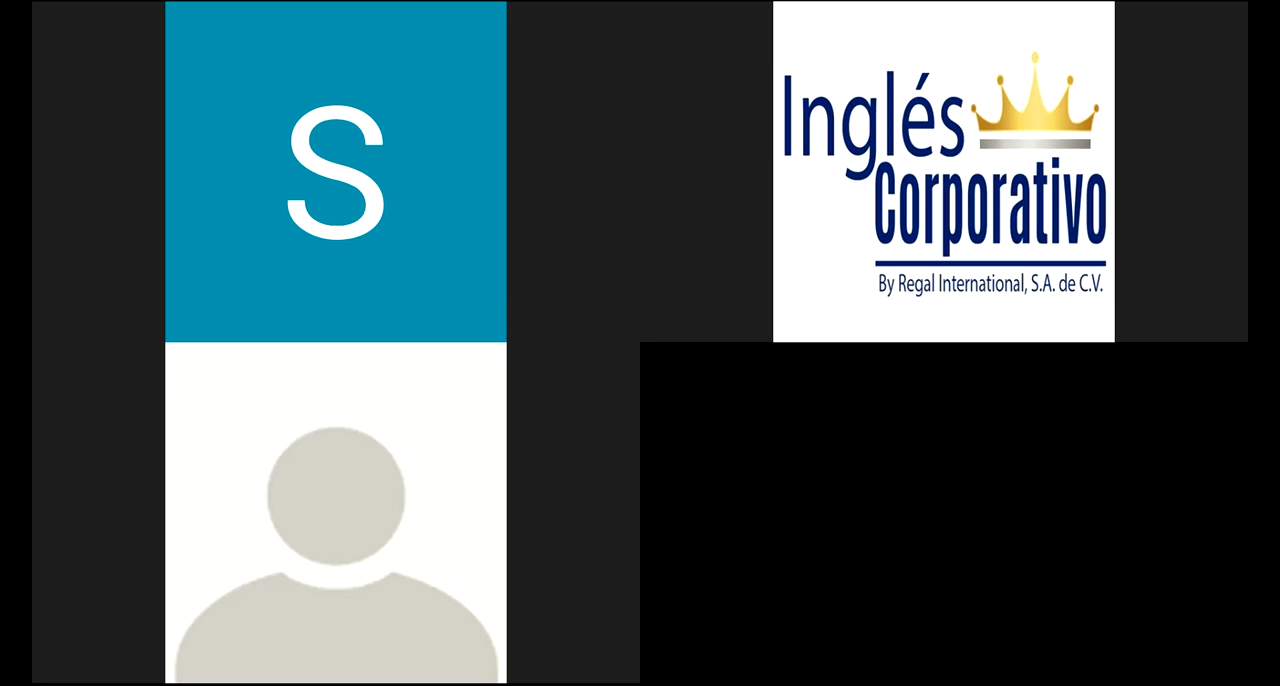 S
Inglés
Corporativo
By Regal International, S.A. de C.V.